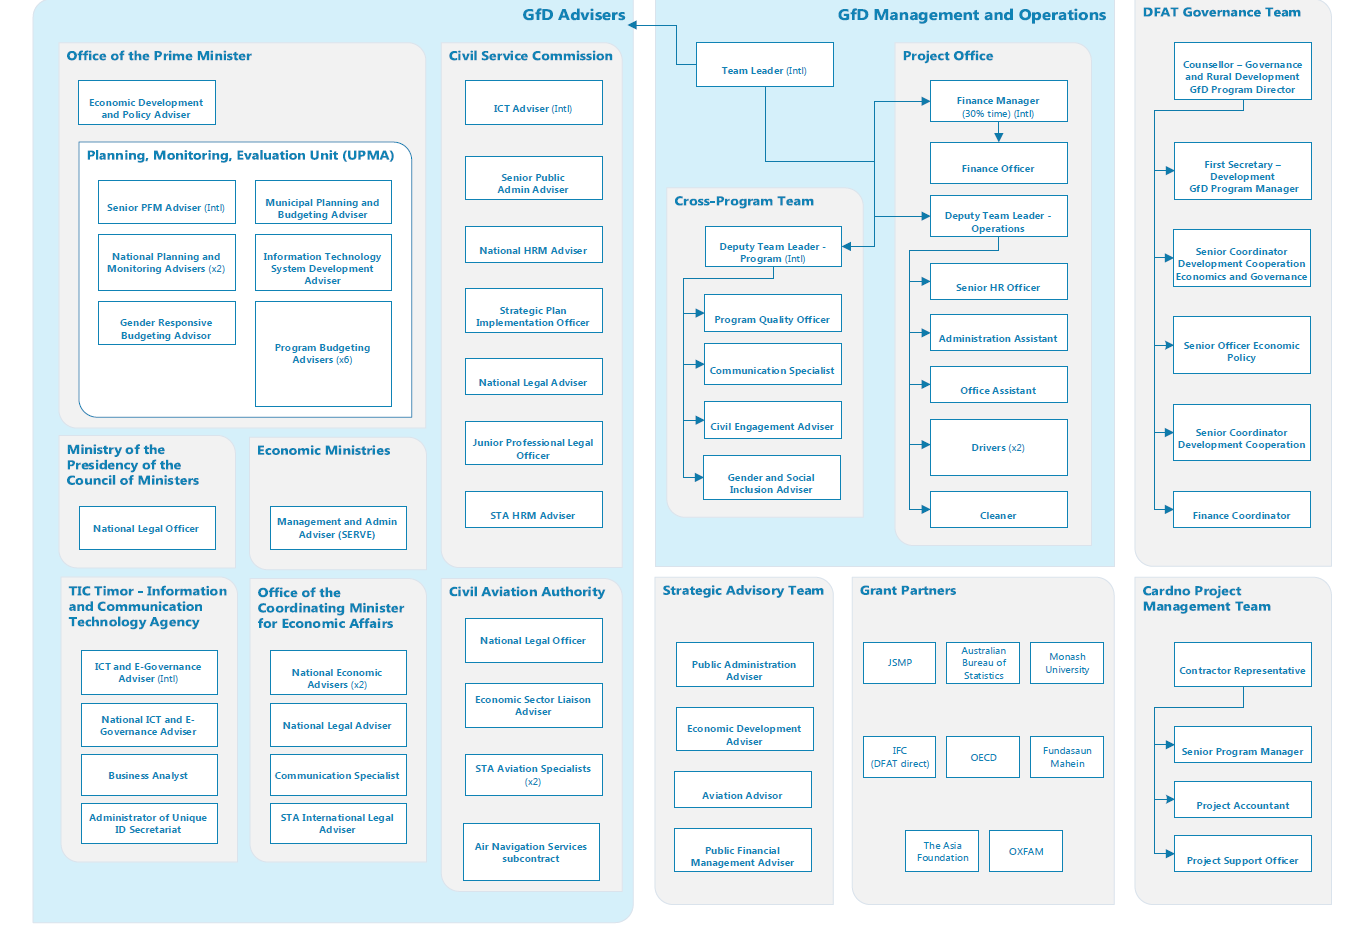 GfD Advisers
Office of the Prime Minister
Economic Development
and Policy Adviser
Planning, Monitoring, Evaluation Unit (UPMA)
Senior PFM Adviser (Intl)
Municipal Planning and
Budgeting Adviser
National Planning and
Monitoring Advisers (x2)
Information Technology
System Development
Adviser
Gender Responsive
Budgeting Advisor
Program Budgeting
Advisers (x6)
Ministry of the
Presidency of the
Council of Ministers
National Legal Officer
Economic Ministries
Management and Admin
Adviser (SERVE)
TIC Timor – Information
and Communication
Technology Agency
ICT and E-Governance
Adviser (Intl)
National ICT and E-
Governance Adviser
Business Analyst
Administrator of Unique
ID Secretariat
Office of the
Coordinating Minister
for Economic Affairs
National Economic
Advisers (x2)
National Legal Adviser
Communication Specialist
STA International Legal
Adviser
Civil Service Commission
ICT Adviser (Intl)
Senior Public
Admin Adviser
National HRM Adviser
Strategic Plan
Implementation Officer
National Legal Adviser
Junior Professional Legal
Officer
STA HRM Adviser
Civil Aviation Authority
National Legal Officer
Economic Sector Liaison
Adviser
STA Aviation Specialists
(x2)
Air Navigation Services
subcontract
GfD Management and Operations
Team Leader (Intl)
Cross-Program Team
Deputy Team Leader -
Program (Intl)
Program Quality Officer
Communication Specialist
Civil Engagement Adviser
Gender and Social
Inclusion Adviser
Project Office
Finance Manager
(30% time) (Intl)
Finance Officer
Deputy Team Leader -
Operations
Senior HR Officer
Administration Assistant
Office Assistant
Drivers (x2)
Cleaner
Strategic Advisory Team
Public Administration
Adviser
Economic Development
Adviser
Aviation Advisor
Public Financial
Management Adviser
Grant Partners
JSMP
Australian
Bureau of
Statistics
Monash
University
IFC
(DFAT direct)
OECD
Fundasaun
Mahein
The Asia
Foundation
OXFAM
DFAT Governance Team
Counsellor – Governance
and Rural Development
GfD Program Director
First Secretary –
Development
GfD Program Manager
Senior Coordinator
Development Cooperation
Economics and Governance
Senior Officer Economic
Policy
Senior Coordinator
Development Cooperation
Finance Coordinator
Cardno Project
Management Team
Contractor Representative
Senior Program Manager
Project Accountant
Project Support Officer